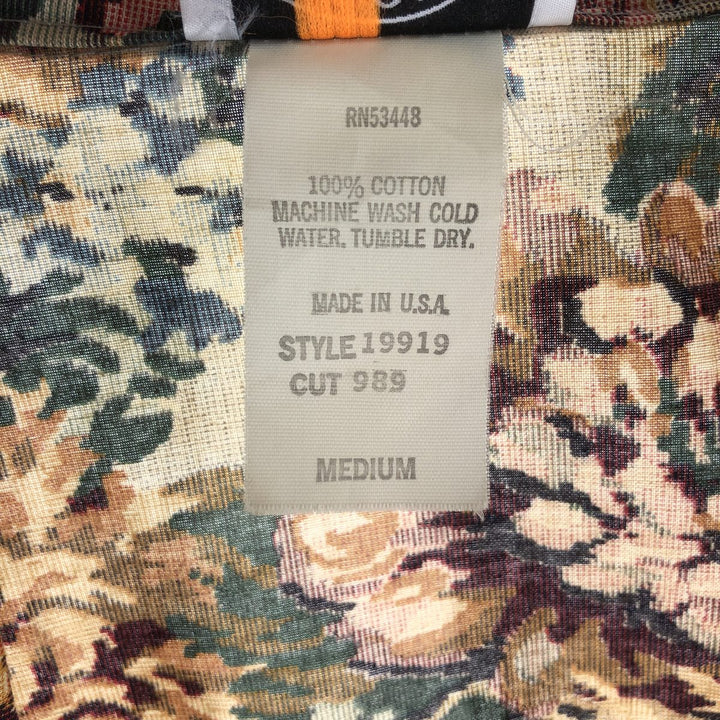 RN53448
100% COTTON
MACHINE WASH COLD
WATER. TUMBLE DRY.
MADE IN U.S.A.
STYLE 19919
CUT 989
MEDIUM